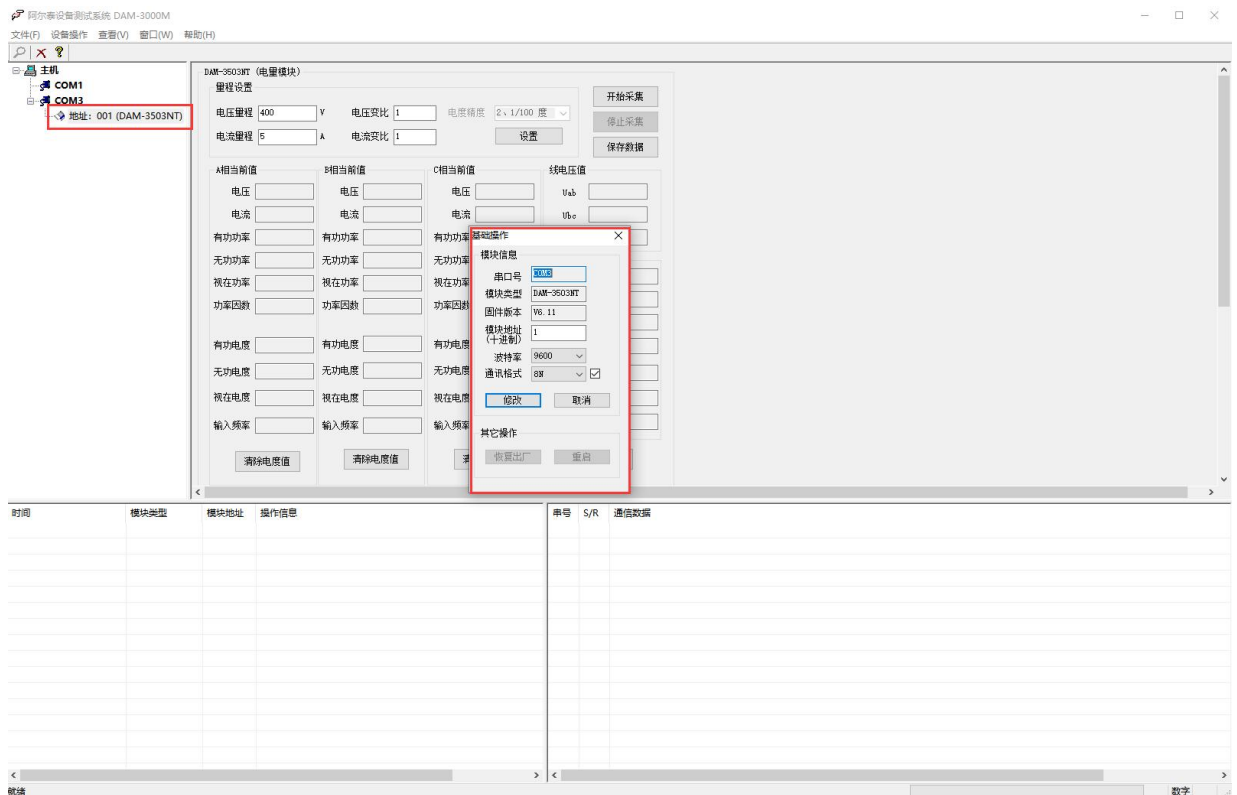 阿尔泰设备测试系统 DAM-3000M
文件(F) 设备操作 查看(V) 窗口(W) 帮助(H)
主机
COM1
COM3
地址：001 (DAM-3503NT)
DAM-3503NT (电里模块)
里程设置
电压里程 400 V 电压变比 1 电度精度 2、1/100 度
电流里程 5 A 电流变比 1 设置
开始采集
停止采集
保存数据
A相当前值 B相当前值 C相当前值 线电压值
电压 电压 电压 Uab
电流 电流 电流 Ubc
有功功率 有功功率 有功功率
无功功率 无功功率 无功功率
视在功率 视在功率 视在功率
功率因数 功率因数 功率因数
有功电度 有功电度 有功电度
无功电度 无功电度 无功电度
视在电度 视在电度 视在电度
输入频率 输入频率 输入频率
清除电度值 清除电度值 清
基础操作
模块信息
串口号 COM3
模块类型 DAM-3503NT
固件版本 V6.11
模块地址 1
(十进制)
波特率 9600
通讯格式 8N
修改 取消
其它操作
恢复出厂 重启
时间 模块类型 模块地址 操作信息
串号 S/R 通信数据
就绪
数字